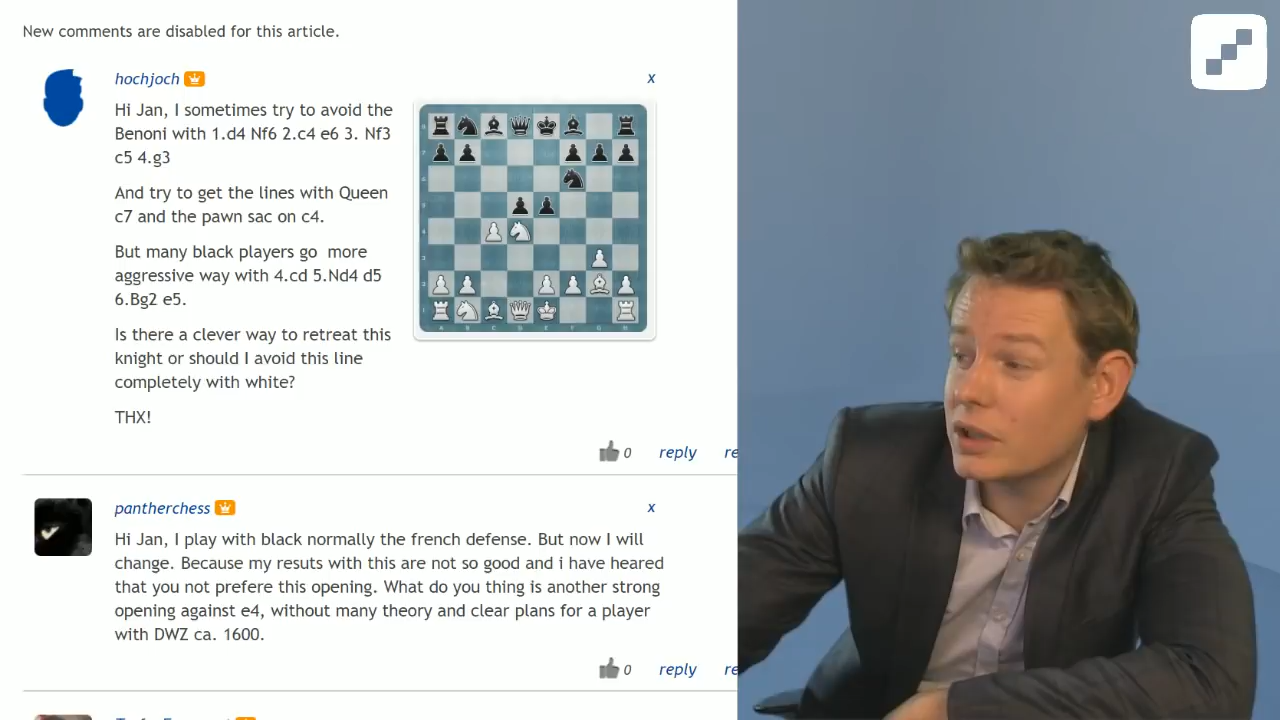 New comments are disabled for this article.
hochjoch
x
Hi Jan, I sometimes try to avoid the
Benoni with 1.d4 Nf6 2.c4 e6 3. Nf3
c5 4.g3
And try to get the lines with Queen
c7 and the pawn sac on c4.
But many black players go more
aggressive way with 4.cd 5.Nd4 d5
6.Bg2 e5.
Is there a clever way to retreat this
knight or should I avoid this line
completely with white?
THX!
0 reply re
pantherchess
x
Hi Jan, I play with black normally the french defense. But now I will
change. Because my resuts with this are not so good and i have heared
that you not prefere this opening. What do you thing is another strong
opening against e4, without many theory and clear plans for a player
with DWZ ca. 1600.
0 reply re